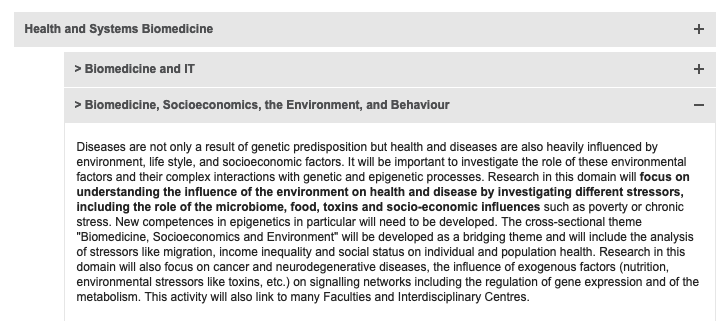 Health and Systems Biomedicine
> Biomedicine and IT
> Biomedicine, Socioeconomics, the Environment, and Behaviour
Diseases are not only a result of genetic predisposition but health and diseases are also heavily influenced by
environment, life style, and socioeconomic factors. It will be important to investigate the role of these environmental
factors and their complex interactions with genetic and epigenetic processes. Research in this domain will focus on
understanding the influence of the environment on health and disease by investigating different stressors,
including the role of the microbiome, food, toxins and socio-economic influences such as poverty or chronic
stress. New competences in epigenetics in particular will need to be developed. The cross-sectional theme
"Biomedicine, Socioeconomics and Environment" will be developed as a bridging theme and will include the analysis
of stressors like migration, income inequality and social status on individual and population health. Research in this
domain will also focus on cancer and neurodegenerative diseases, the influence of exogenous factors (nutrition,
environmental stressors like toxins, etc.) on signalling networks including the regulation of gene expression and of the
metabolism. This activity will also link to many Faculties and Interdisciplinary Centres.